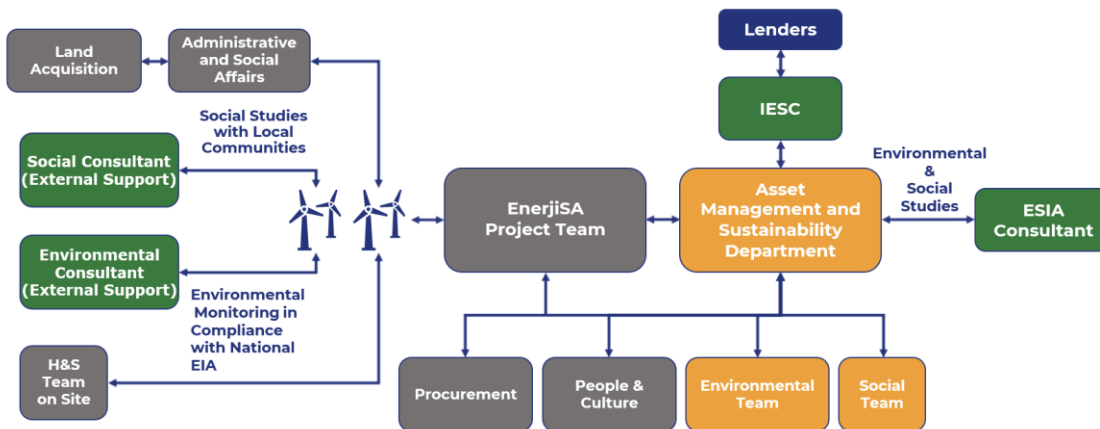 Land
Acquisition
Administrative
and Social
Affairs
Lenders
IESC
Social Studies
with Local
Communities
Social Consultant
(External Support)
Environmental
Consultant
(External Support)
Environmental
Monitoring in
Compliance
with National
EIA
H&S
Team
on Site
EnerjiSA
Project Team
Asset
Management and
Sustainability
Department
Environmental
&
Social
Studies
ESIA
Consultant
Procurement
People &
Culture
Environmental
Team
Social
Team